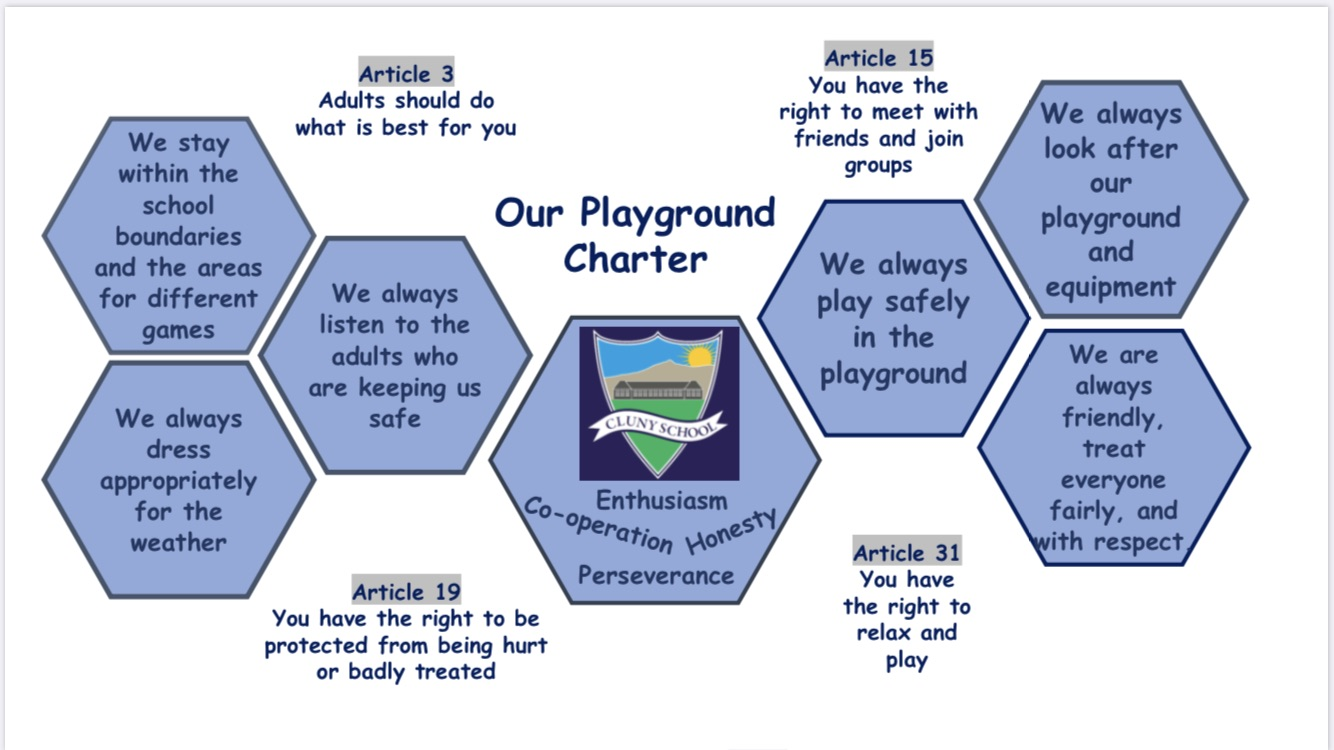 Article 3
Adults should do
what is best for you
Article 15
You have the
right to meet with
friends and join
groups
We stay
within the
school
boundaries
and the areas
for different
games
We always
listen to the
adults who
are keeping us
safe
We always
dress
appropriately
for the
weather
Our Playground
Charter
CLUNY SCHOOL
Enthusiasm
Co-operation Honesty
Perseverance
We always
play safely
in the
playground
We always
look after
our
playground
and
equipment
We are
always
friendly,
treat
everyone
fairly, and
with respect.
Article 19
You have the right to be
protected from being hurt
or badly treated
Article 31
You have
the right to
relax and
play